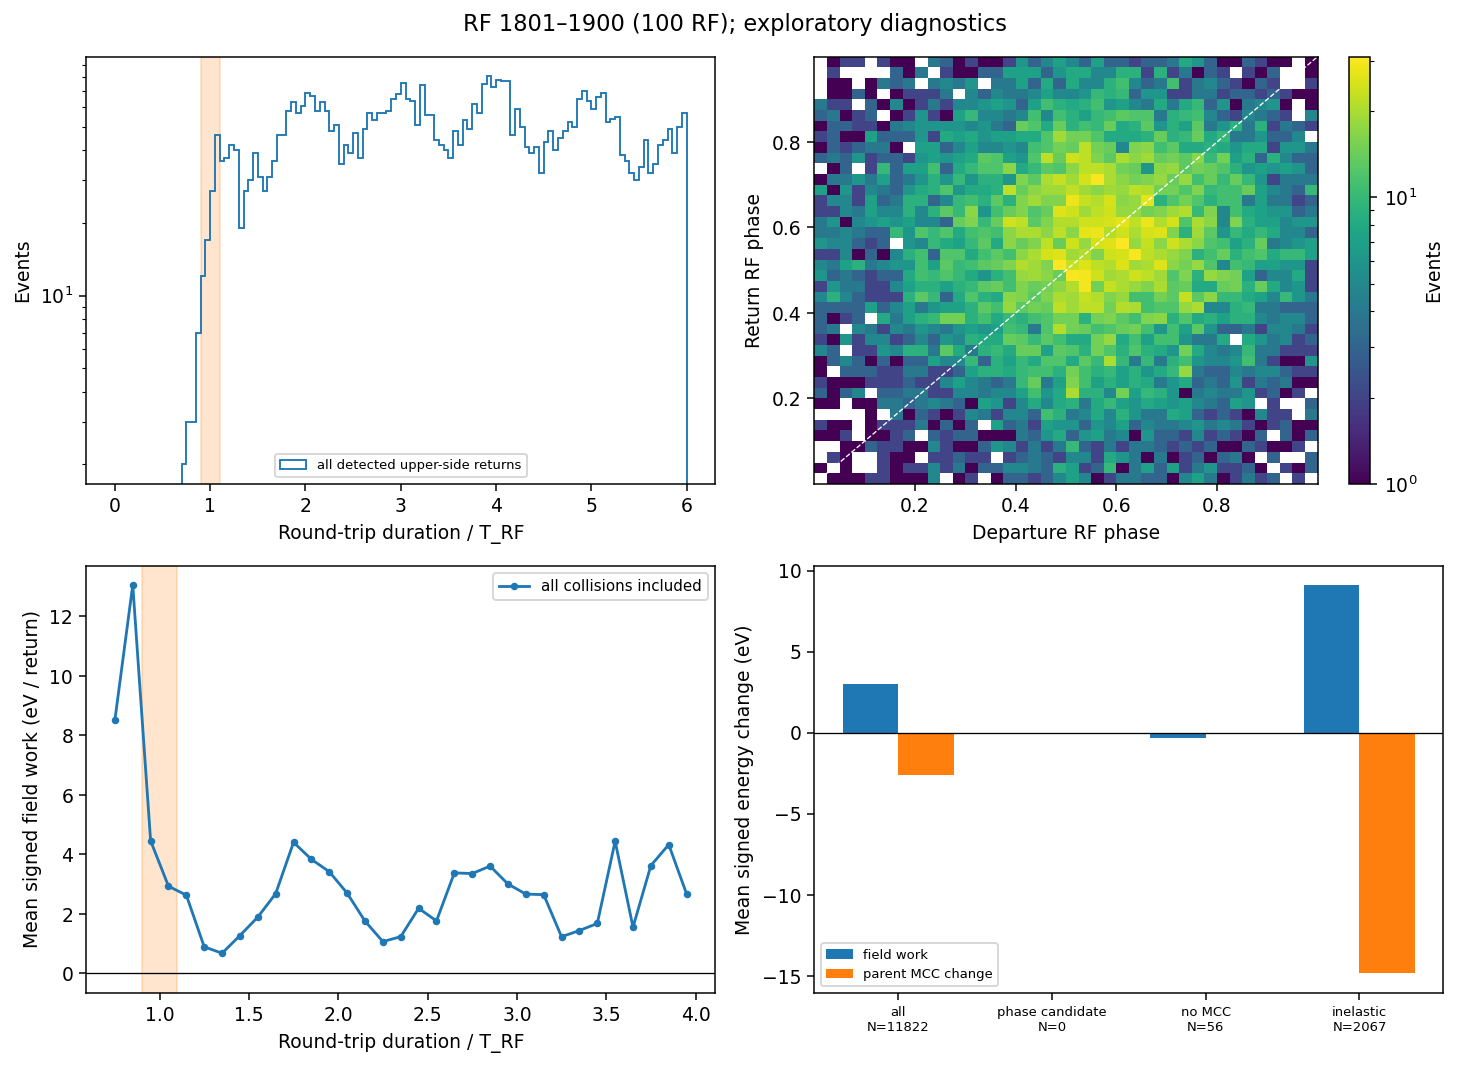 RF 1801–1900 (100 RF); exploratory diagnostics
Events
10¹
all detected upper-side returns
0 1 2 3 4 5 6
Round-trip duration / T_RF
Return RF phase
0.8
0.6
0.4
0.2
0.2 0.4 0.6 0.8
Departure RF phase
10¹
10⁰
Events
Mean signed field work (eV / return)
12
10
8
6
4
2
0
all collisions included
1.0 1.5 2.0 2.5 3.0 3.5 4.0
Round-trip duration / T_RF
Mean signed energy change (eV)
10
5
0
−5
−10
−15
field work
parent MCC change
all
N=11822
phase candidate
N=0
no MCC
N=56
inelastic
N=2067